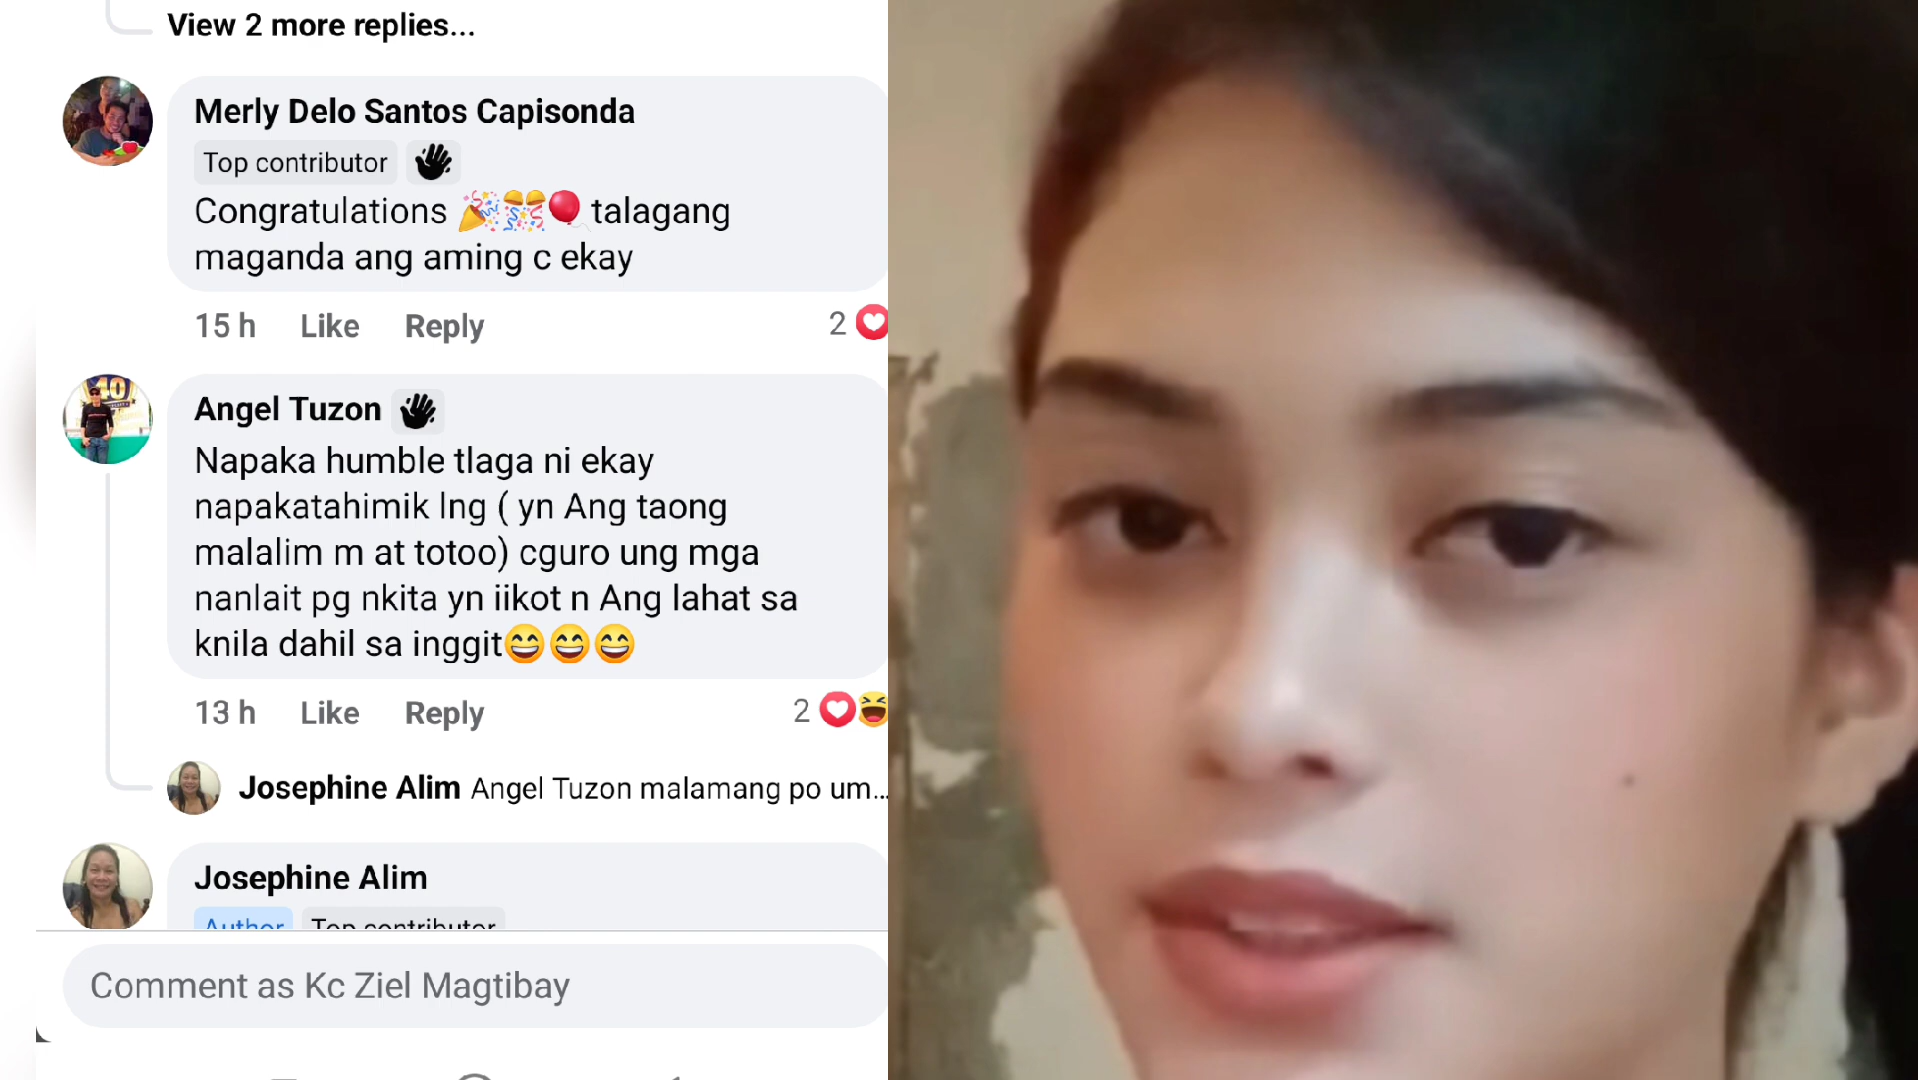 View 2 more replies...
Merly Delo Santos Capisonda
Top contributor
Congratulations 🎉🎊🎈 talagang
maganda ang aming c ekay
15 h Like Reply 2
Angel Tuzon
Napaka humble tlaga ni ekay
napakatahimik lng ( yn Ang taong
malalim m at totoo) cguro ung mga
nanlait pg nkita yn iikot n Ang lahat sa
knila dahil sa inggit😄😄😄
13 h Like Reply 2
Josephine Alim Angel Tuzon malamang po um...
Josephine Alim
Author Top contributor
Comment as Kc Ziel Magtibay